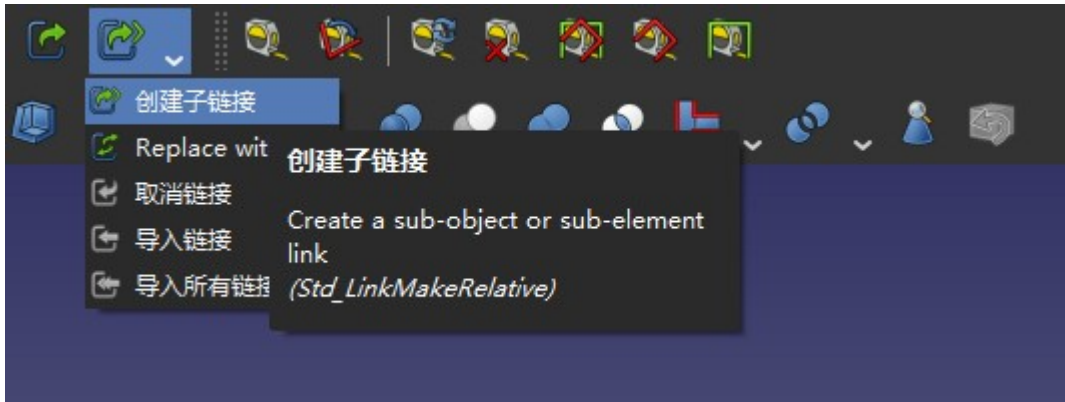 创建子链接
Replace wit
取消链接
导入链接
导入所有链接
创建子链接
Create a sub-object or sub-element
link
(Std_LinkMakeRelative)